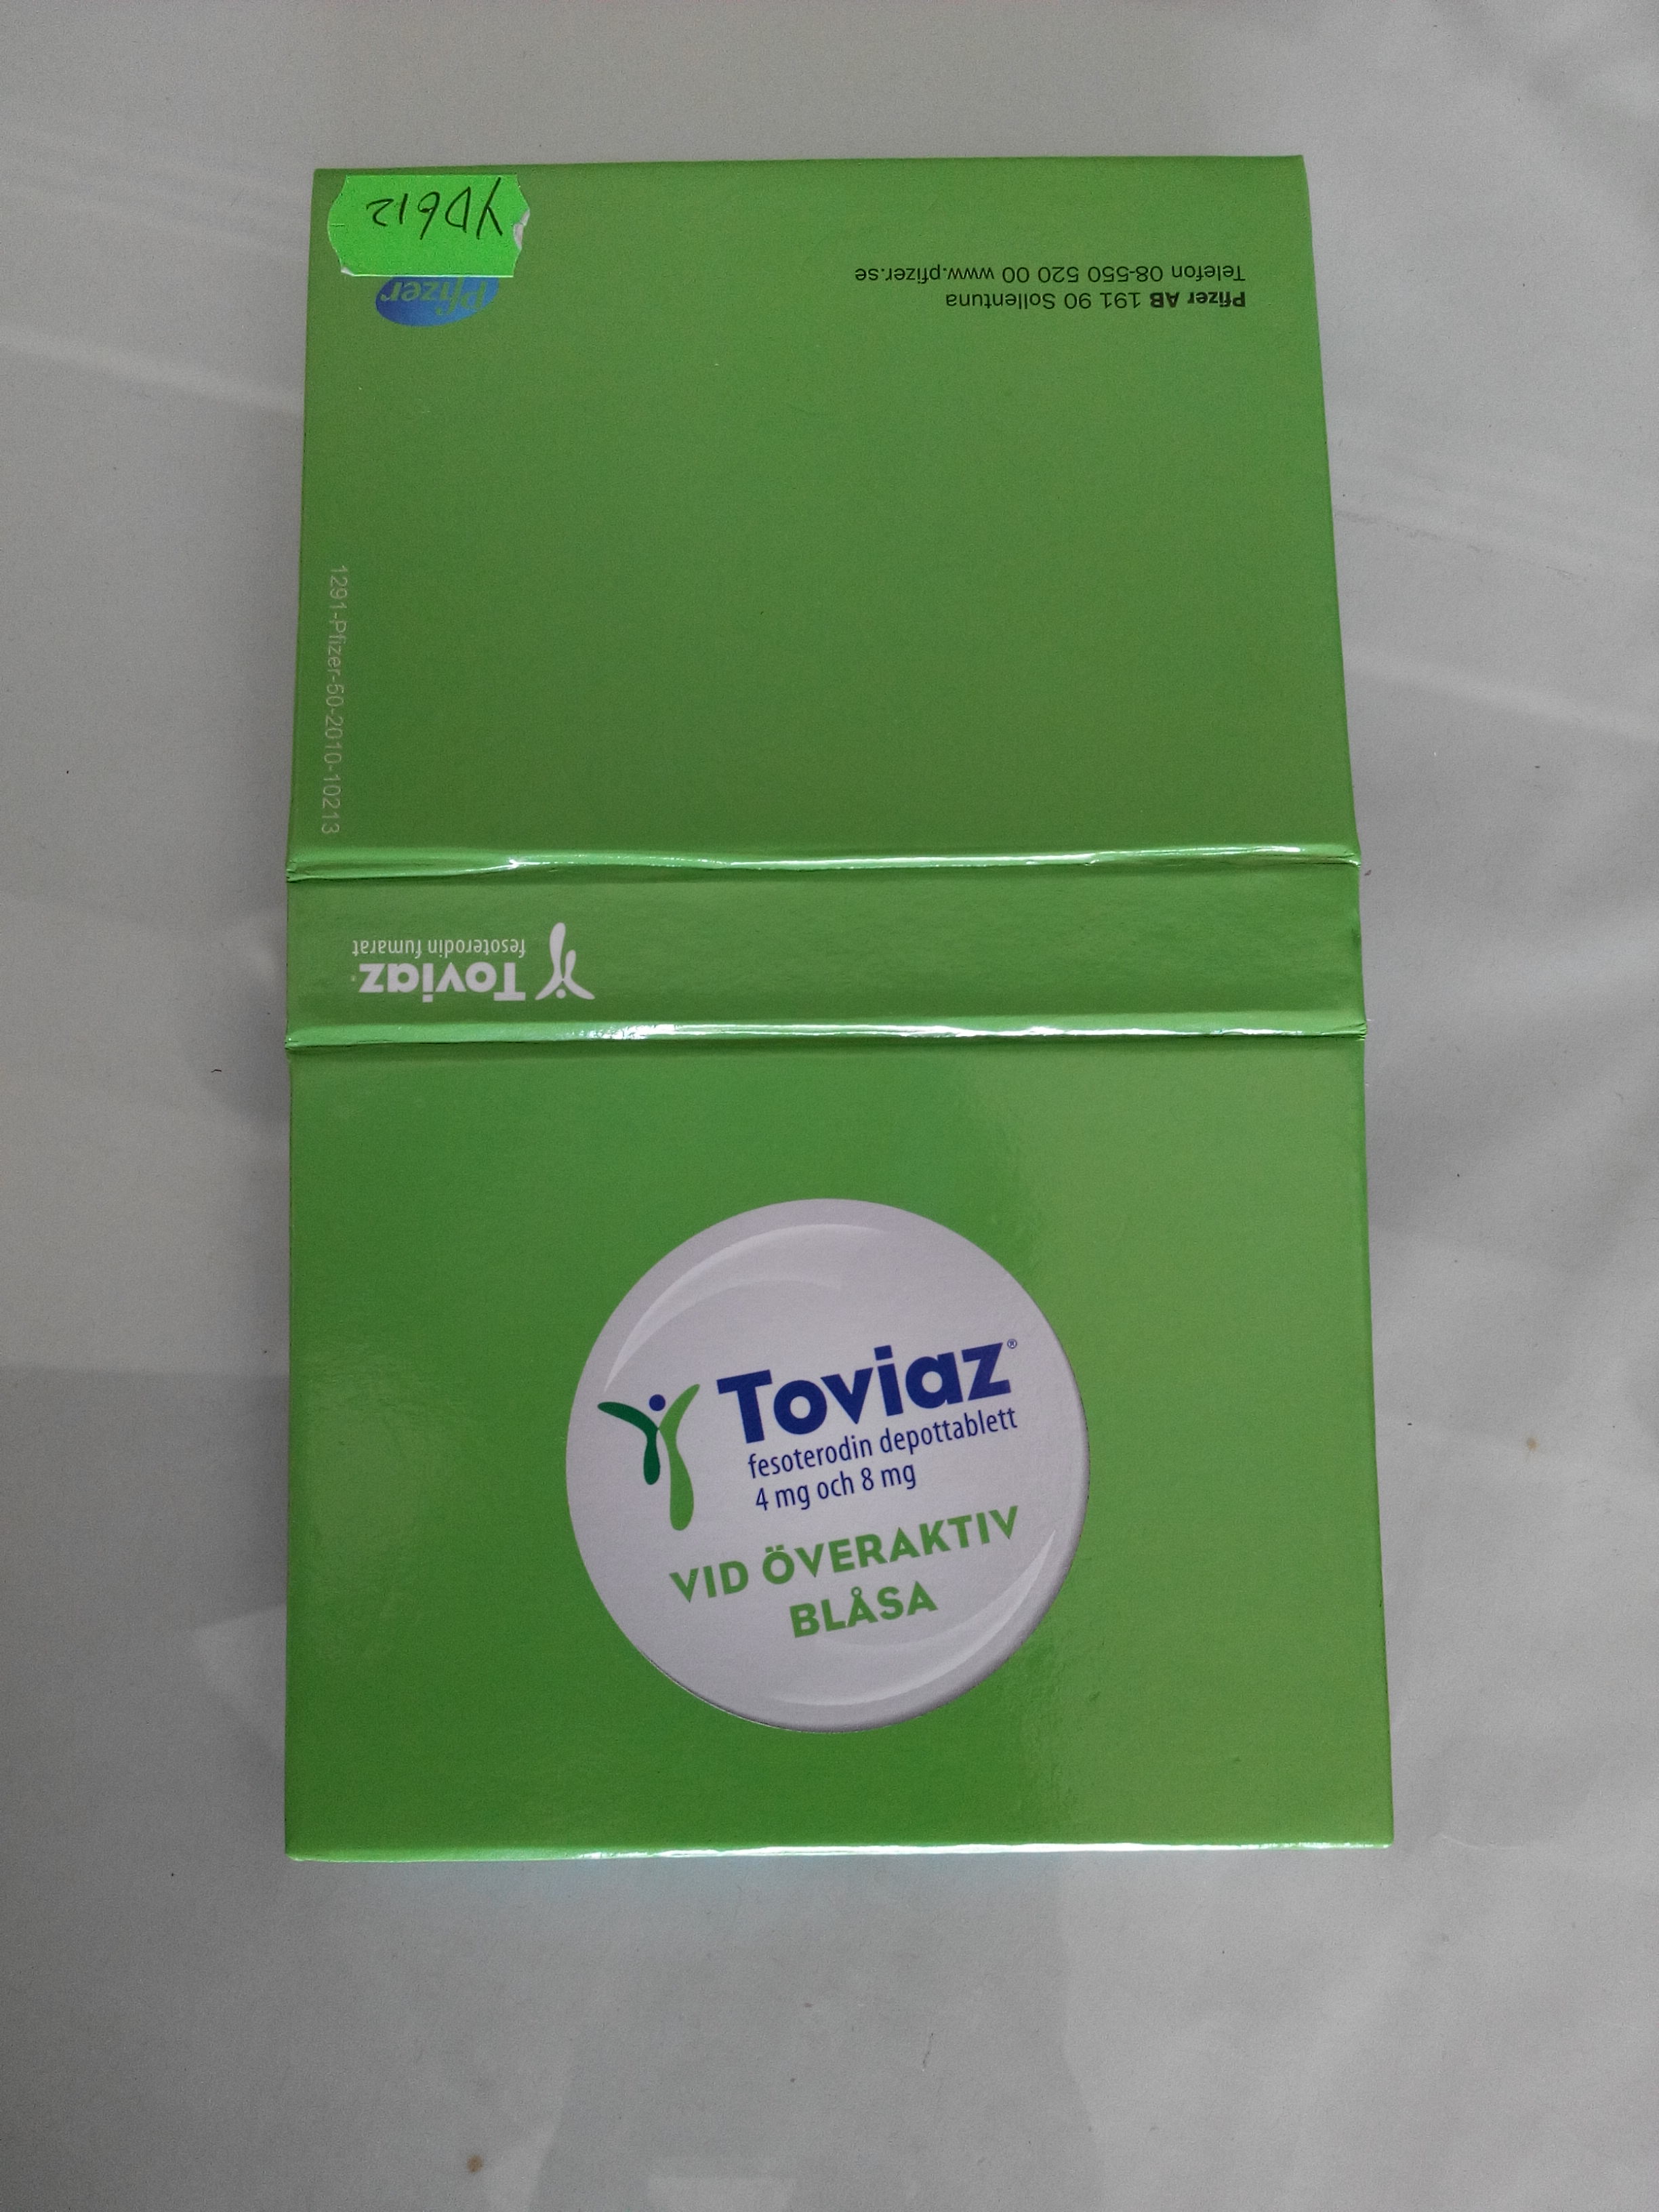 YD612
Pfizer
Pfizer AB 191 90 Sollentuna
Telefon 08-550 520 00 www.pfizer.se
1291-Pfizer-50-2010-10213
Toviaz
fesoterodin fumarat
Toviaz®
fesoterodin depottablett
4 mg och 8 mg
VID ÖVERAKTIV
BLÅSA